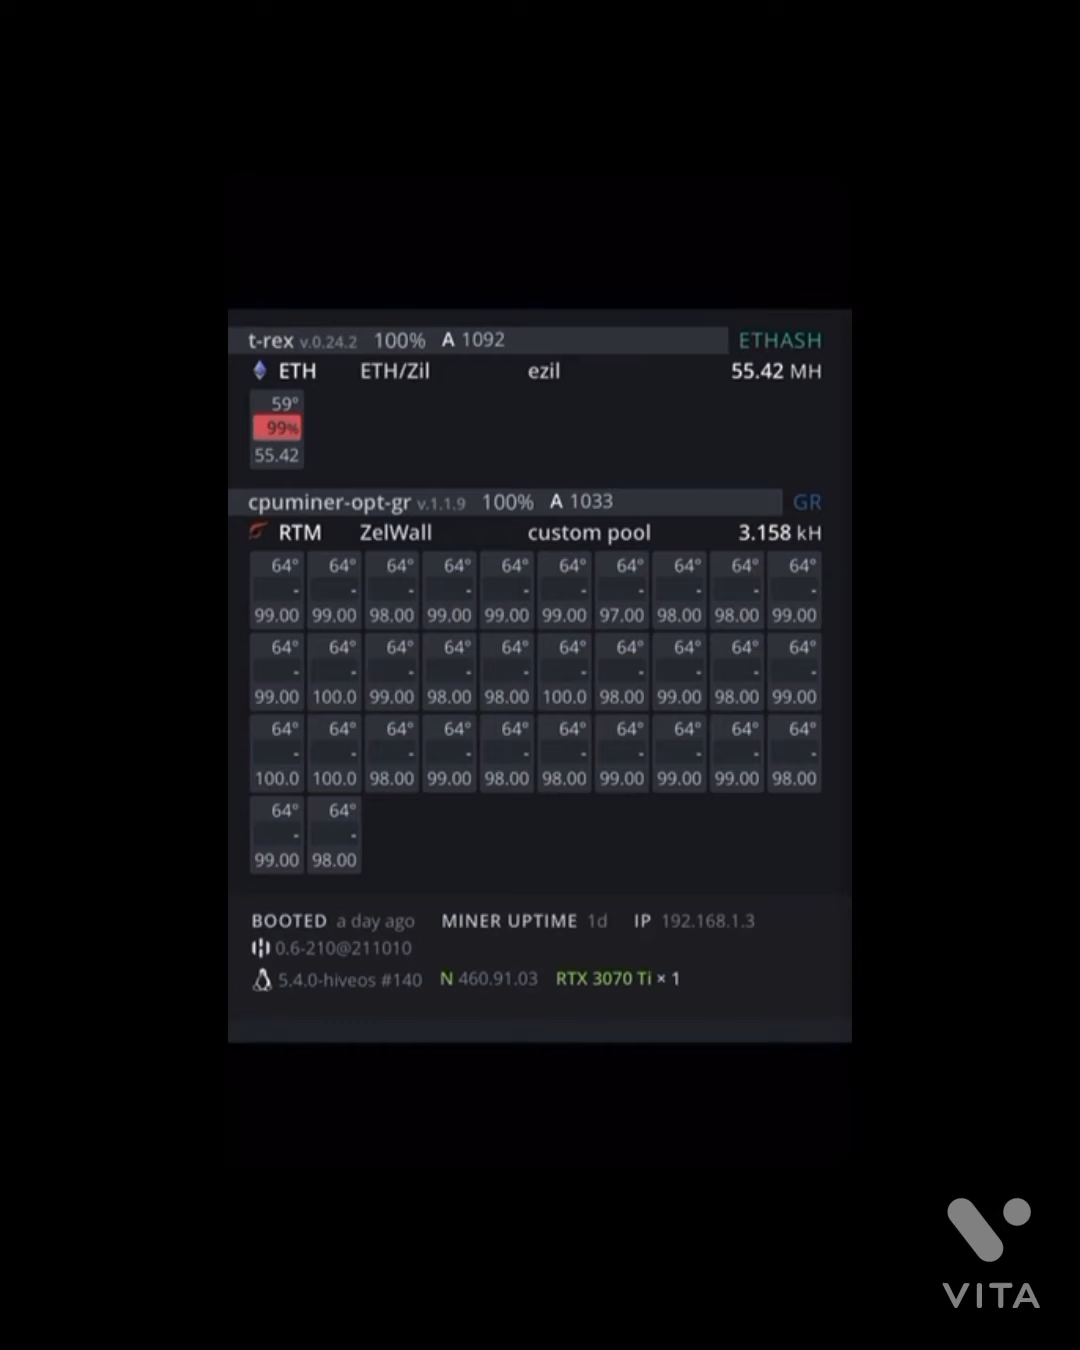 t-rex v.0.24.2 100% A 1092 ETHASH
ETH ETH/Zil ezil 55.42 MH
59°
99%
55.42
cpuminer-opt-gr v.1.1.9 100% A 1033 GR
RTM ZelWall custom pool 3.158 kH
64° 64° 64° 64° 64° 64° 64° 64° 64° 64°
- - - - - - - - - -
99.00 99.00 98.00 99.00 99.00 99.00 97.00 98.00 98.00 99.00
64° 64° 64° 64° 64° 64° 64° 64° 64° 64°
- - - - - - - - - -
99.00 100.0 99.00 98.00 98.00 100.0 98.00 99.00 98.00 99.00
64° 64° 64° 64° 64° 64° 64° 64° 64° 64°
- - - - - - - - - -
100.0 100.0 98.00 99.00 98.00 98.00 99.00 99.00 99.00 98.00
64° 64°
- -
99.00 98.00
BOOTED a day ago MINER UPTIME 1d IP 192.168.1.3
0.6-210@211010
5.4.0-hiveos #140 N 460.91.03 RTX 3070 Ti × 1
VITA